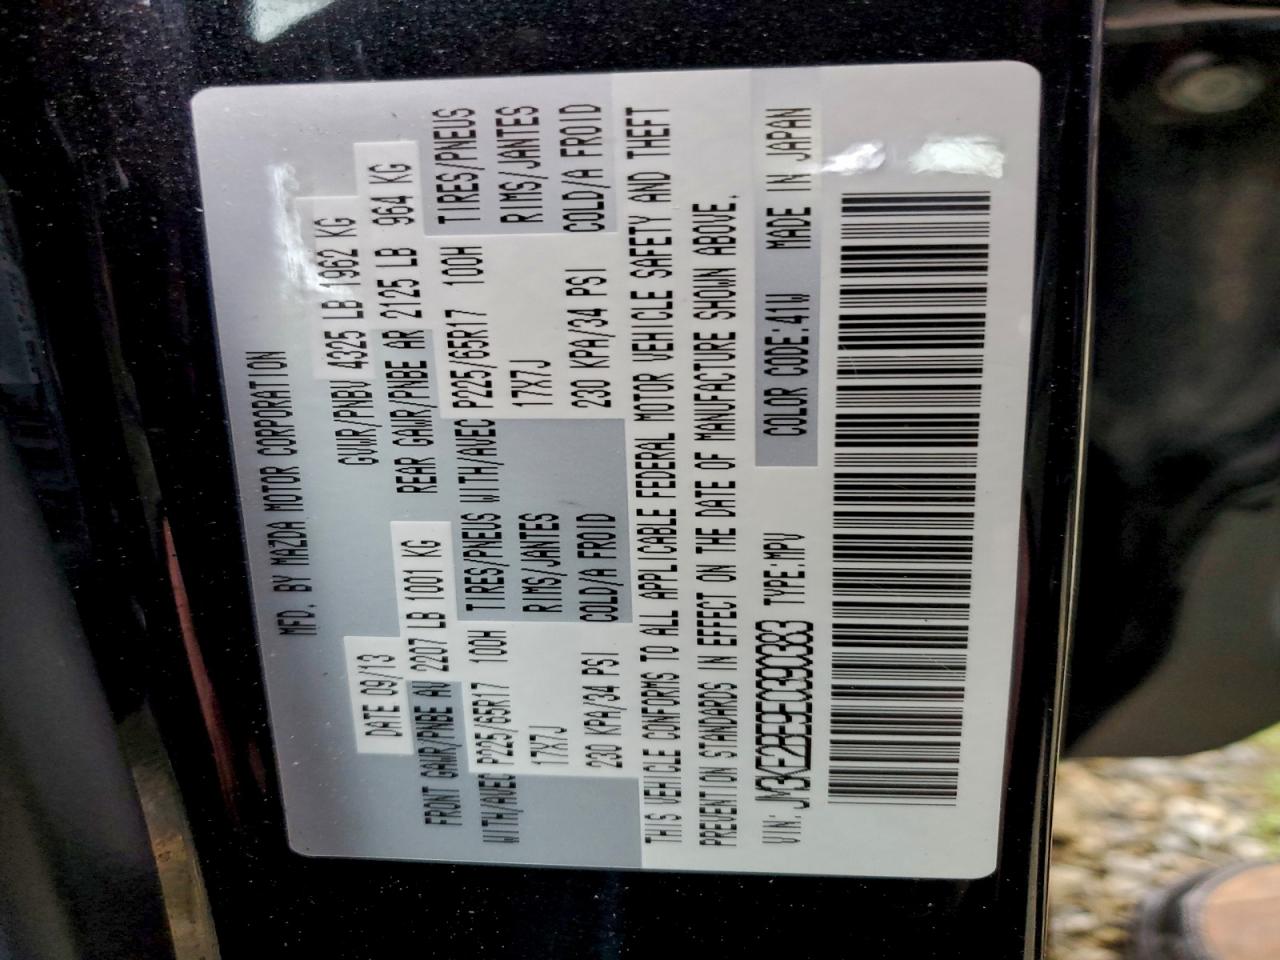 MFD. BY MAZDA MOTOR CORPORATION
DATE 09/13 GVWR/PNBV 4325 LB 1962 KG
FRONT GAWR/PNBE AV 2207 LB 1001 KG REAR GAWR/PNBE AR 2125 LB 964 KG
WITH/AVEC P225/65R17 100H TIRES/PNEUS WITH/AVEC P225/65R17 100H TIRES/PNEUS
17X7J RIMS/JANTES 17X7J RIMS/JANTES
230 KPA/34 PSI COLD/A FROID 230 KPA/34 PSI COLD/A FROID
THIS VEHICLE CONFORMS TO ALL APPLICABLE FEDERAL MOTOR VEHICLE SAFETY AND THEFT
PREVENTION STANDARDS IN EFFECT ON THE DATE OF MANUFACTURE SHOWN ABOVE.
VIN: JM3KE2BE9E0390383 TYPE:MPV COLOR CODE:41W MADE IN JAPAN